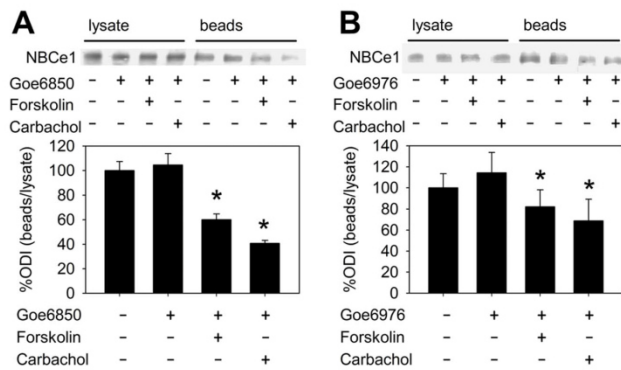 A
lysate beads
NBCe1
Goe6850 – + + + – + + +
Forskolin – – + – – – + –
Carbachol – – – + – – – +
%ODI (beads/lysate)
120
100
80
60
40
20
0
* *
Goe6850 – + + +
Forskolin – – + –
Carbachol – – – +
B
lysate beads
NBCe1
Goe6976 – + + + – + + +
Forskolin – – + – – – + –
Carbachol – – – + – – – +
%ODI (beads/lysate)
140
120
100
80
60
40
20
0
* *
Goe6976 – + + +
Forskolin – – + –
Carbachol – – – +